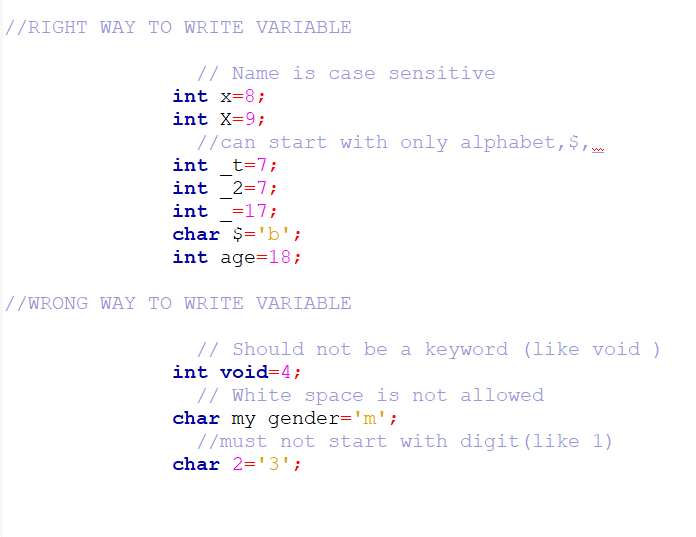 //RIGHT WAY TO WRITE VARIABLE
// Name is case sensitive
int x=8;
int X=9;
//can start with only alphabet,$,_
int _t=7;
int _2=7;
int _=17;
char $='b';
int age=18;
//WRONG WAY TO WRITE VARIABLE
// Should not be a keyword (like void )
int void=4;
// White space is not allowed
char my gender='m';
//must not start with digit(like 1)
char 2='3';